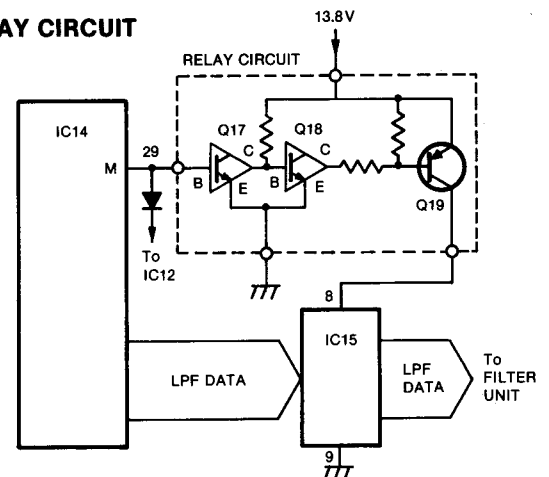 AY CIRCUIT
13.8V
RELAY CIRCUIT
IC14
29
M
Q17
C
B
E
Q18
C
B
E
Q19
To
IC12
8
IC15
LPF DATA
LPF
DATA
To
FILTER
UNIT
9